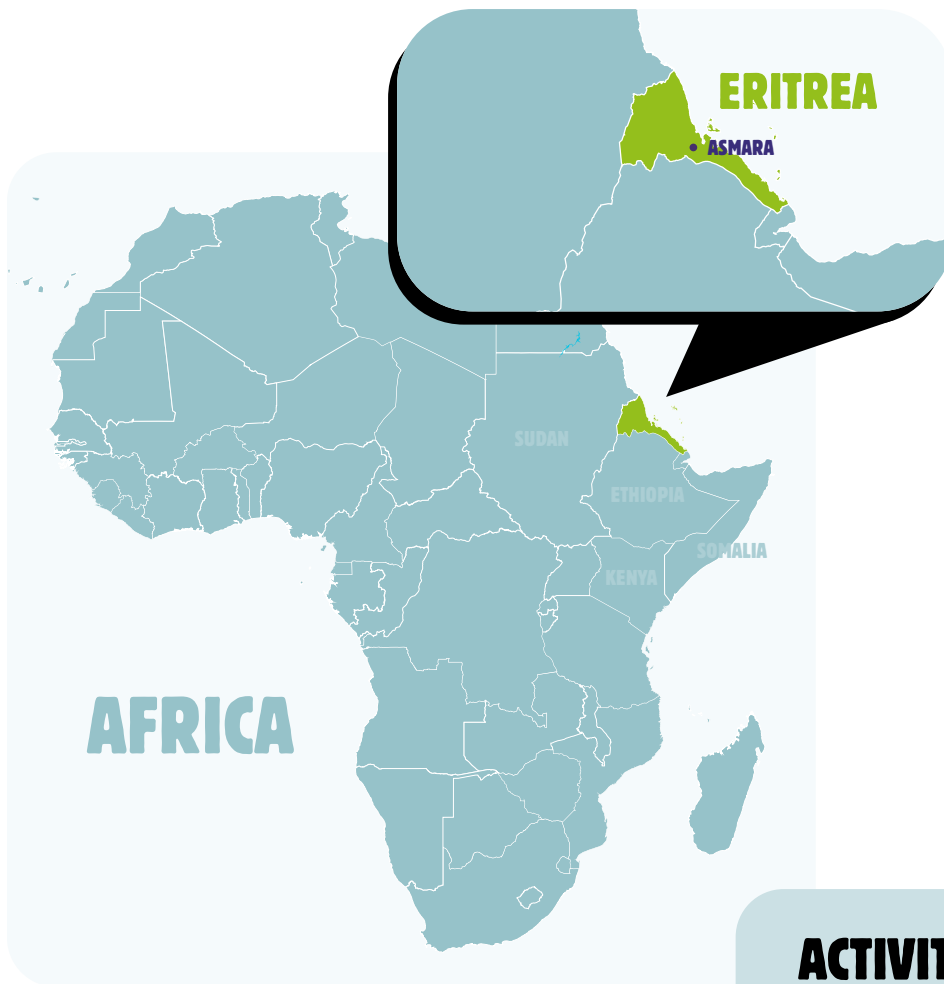 ERITREA
ASMARA
SUDAN
ETHIOPIA
SOMALIA
KENYA
AFRICA
ACTIVIT